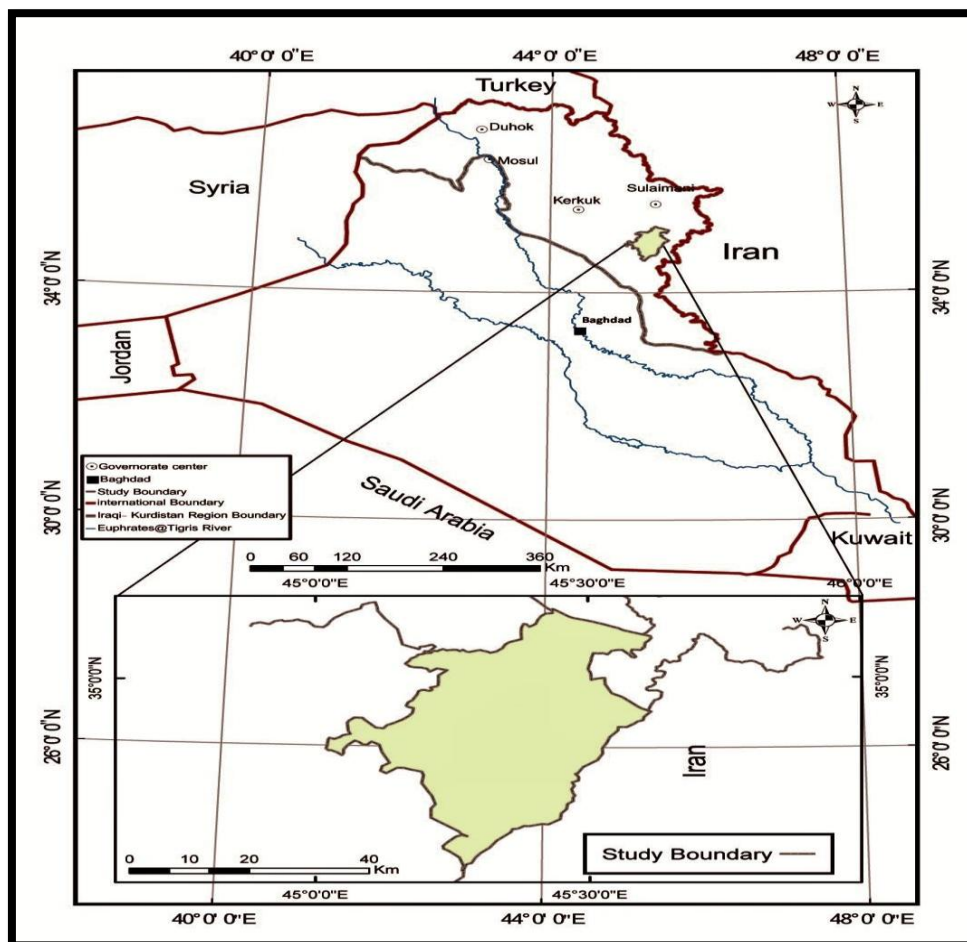 40°0'0"E
44°0'0"E
48°0'0"E
Turkey
N
W
E
S
Duhok
Mosul
Syria
Sulaimani
Kerkuk
Iran
34°0'0"N
34°0'0"N
Baghdad
Jordan
Governorate center
Baghdad
Study Boundary
international Boundary
Iraqi– Kurdistan Region Boundary
Euphrates@Tigris River
Saudi Arabia
30°0'0"N
30°0'0"N
Kuwait
0 60 120 240 360
Km
45°0'0"E
45°30'0"E
46°0'0"E
N
W
E
S
35°0'0"N
35°0'0"N
26°0'0"N
26°0'0"N
Iran
0 10 20 40
Km
Study Boundary
45°0'0"E
45°30'0"E
40°0'0"E
44°0'0"E
48°0'0"E